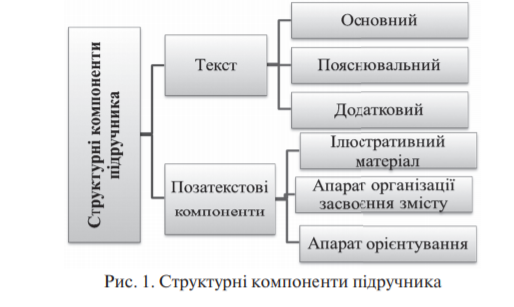 Структурні компоненти
підручника
Текст
Основний
Пояснювальний
Додатковий
Позатекстові
компоненти
Ілюстративний
матеріал
Апарат організації
засвоєння змісту
Апарат орієнтування
Рис. 1. Структурні компоненти підручника